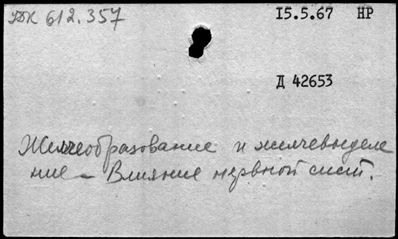 УДК 612.357
15.5.67 НР
Д 42653
Желчеобразование и желчевыделе
ние – Влияние нервной сист.